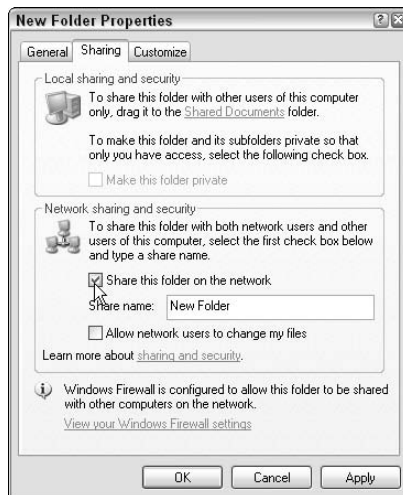 New Folder Properties
General Sharing Customize
Local sharing and security
To share this folder with other users of this computer
only, drag it to the Shared Documents folder.
To make this folder and its subfolders private so that
only you have access, select the following check box.
Make this folder private
Network sharing and security
To share this folder with both network users and other
users of this computer, select the first check box below
and type a share name.
Share this folder on the network
Share name: New Folder
Allow network users to change my files
Learn more about sharing and security.
Windows Firewall is configured to allow this folder to be shared
with other computers on the network.
View your Windows Firewall settings
OK Cancel Apply